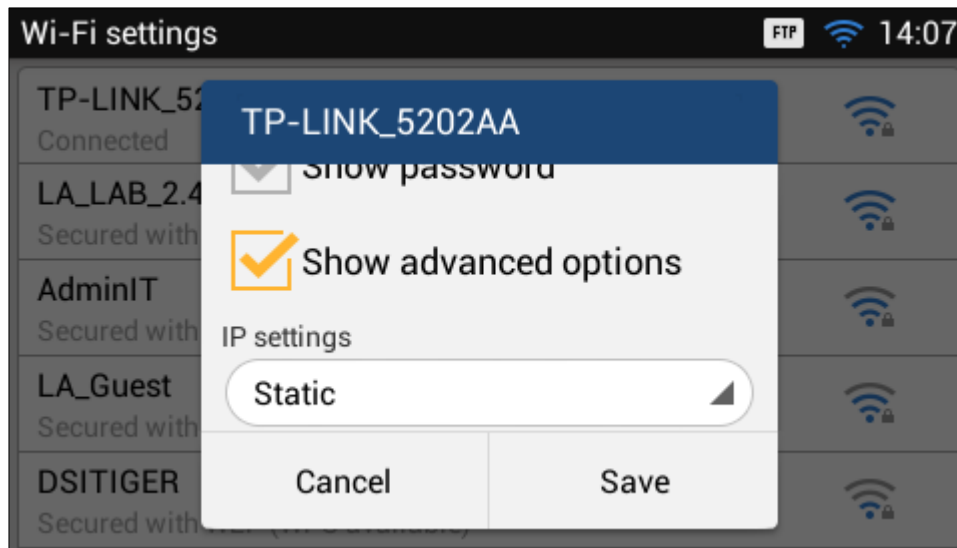 Wi-Fi settings FTP 14:07
TP-LINK_52
Connected
TP-LINK_5202AA
Show password
LA_LAB_2.4
Secured with
Show advanced options
AdminIT
Secured with
IP settings
LA_Guest
Static
Secured with
DSITIGER
Cancel Save
Secured with